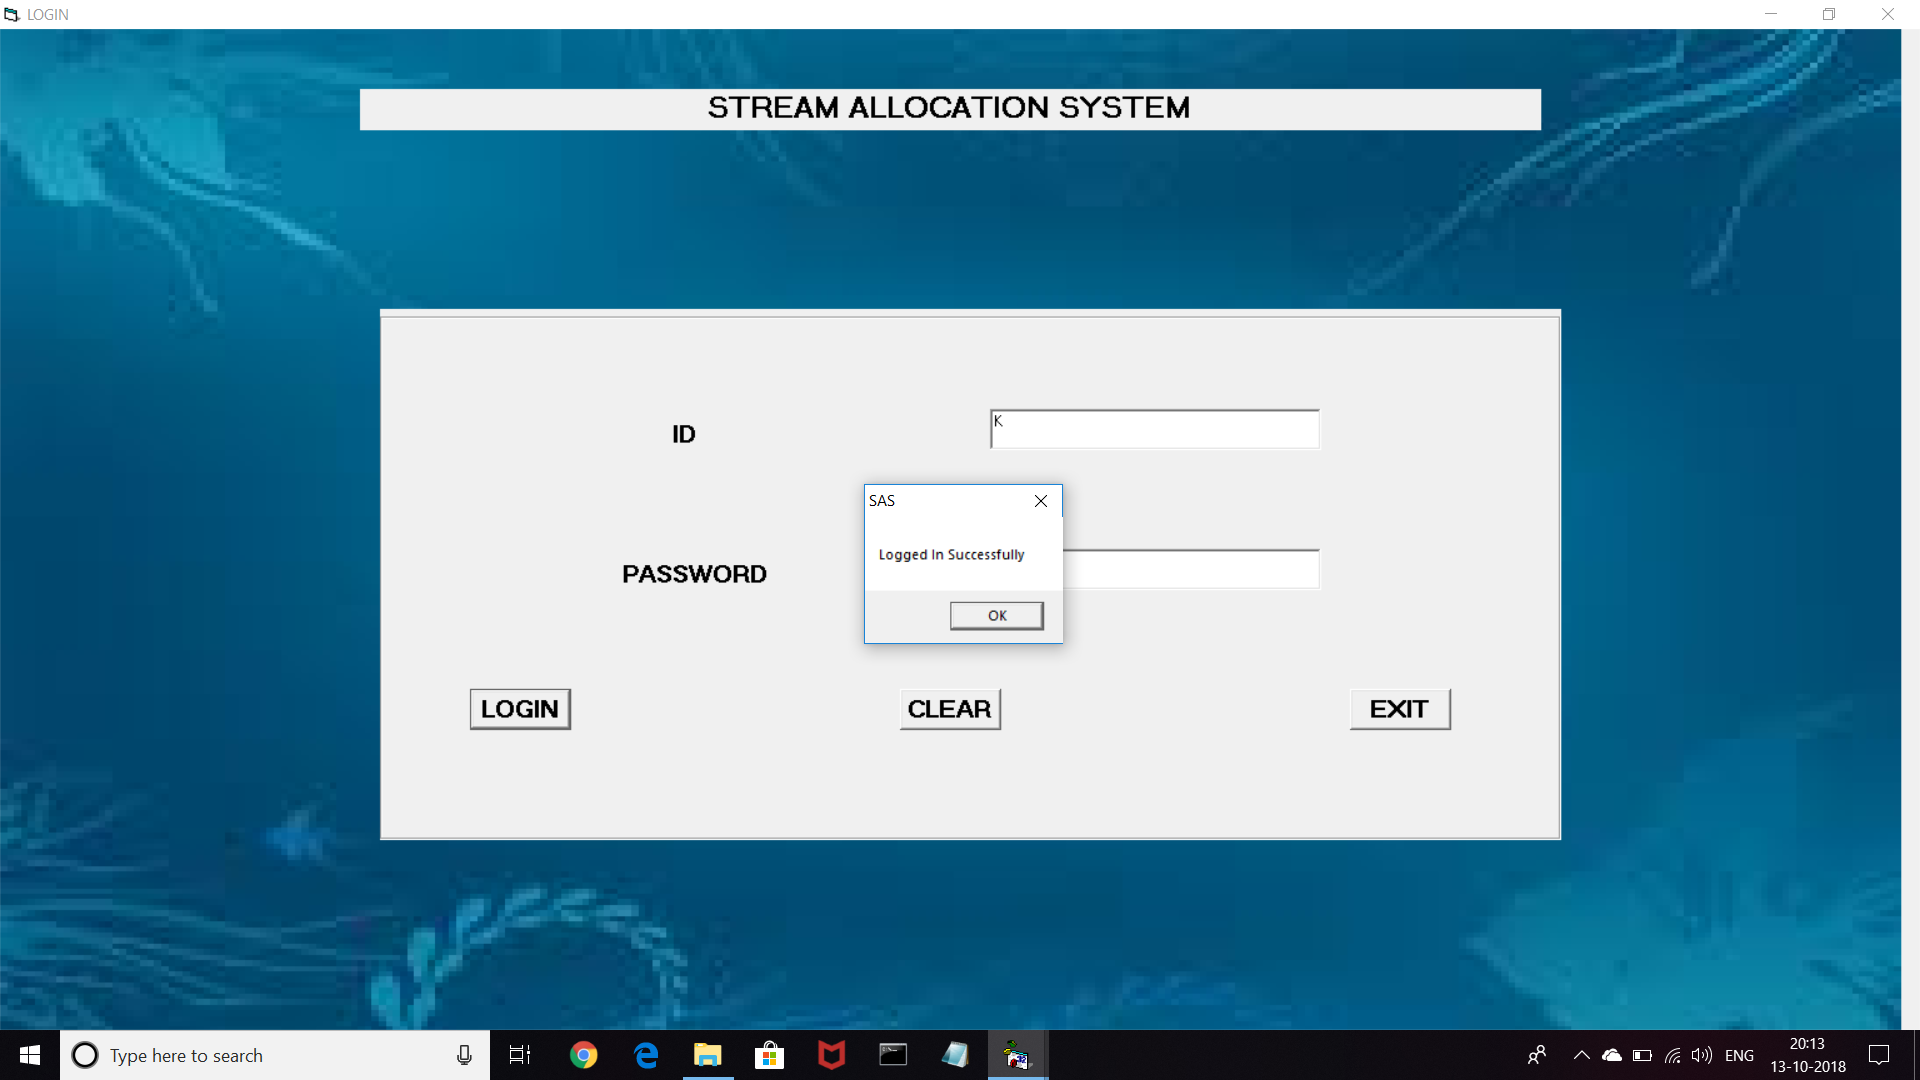 LOGIN
STREAM ALLOCATION SYSTEM
ID
K
SAS
Logged In Successfully
PASSWORD
OK
LOGIN
CLEAR
EXIT
Type here to search
ENG
20:13
13-10-2018